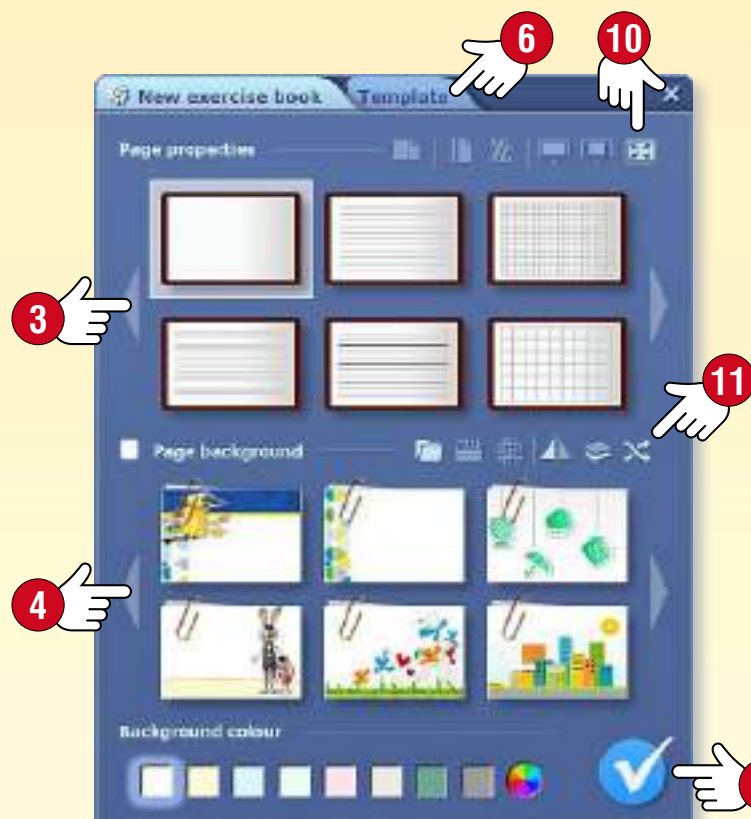 6 10
New exercise book Template
Page properties
3
11
Page background
4
Background colour